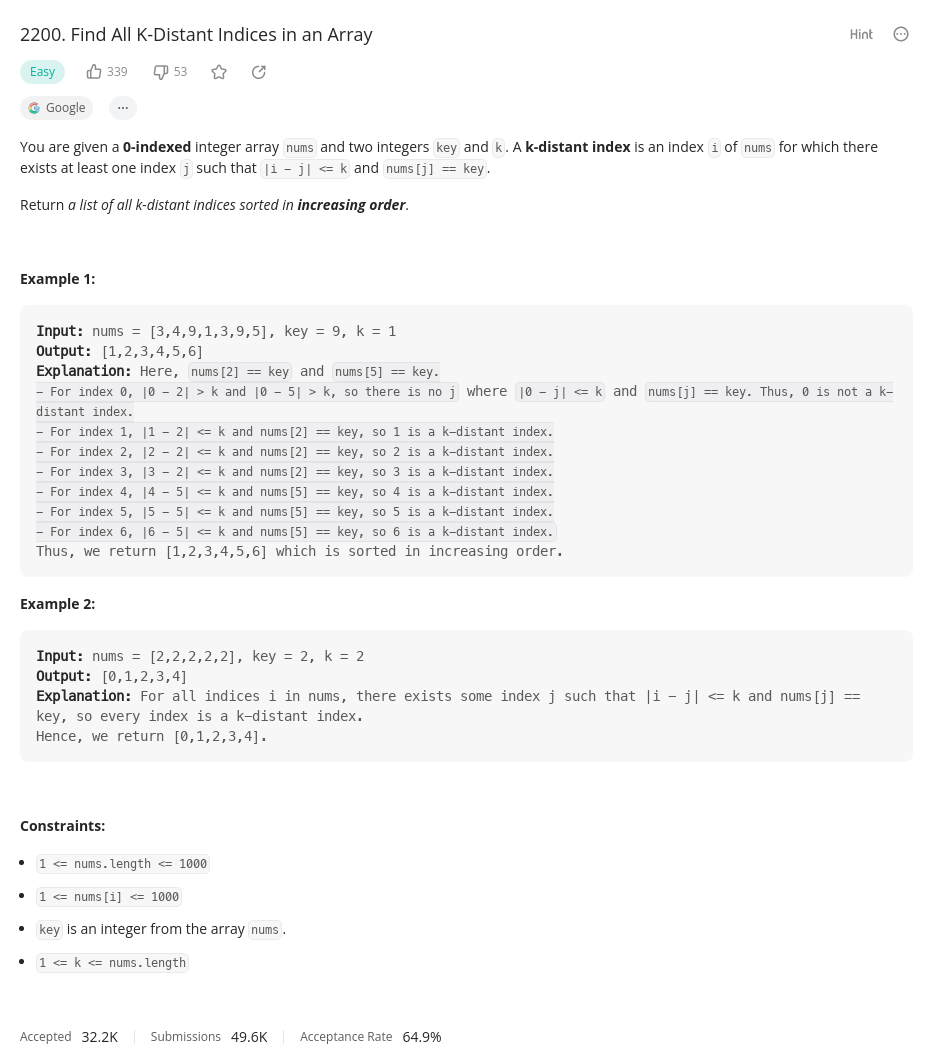 2200. Find All K-Distant Indices in an Array
Hint
Easy 339 53
Google ...
You are given a 0-indexed integer array nums and two integers key and k. A k-distant index is an index i of nums for which there
exists at least one index j such that |i - j| <= k and nums[j] == key.
Return a list of all k-distant indices sorted in increasing order.
Example 1:
Input: nums = [3,4,9,1,3,9,5], key = 9, k = 1
Output: [1,2,3,4,5,6]
Explanation: Here, nums[2] == key and nums[5] == key.
- For index 0, |0 - 2| > k and |0 - 5| > k, so there is no j where |0 - j| <= k and nums[j] == key. Thus, 0 is not a k-
distant index.
- For index 1, |1 - 2| <= k and nums[2] == key, so 1 is a k-distant index.
- For index 2, |2 - 2| <= k and nums[2] == key, so 2 is a k-distant index.
- For index 3, |3 - 2| <= k and nums[2] == key, so 3 is a k-distant index.
- For index 4, |4 - 5| <= k and nums[5] == key, so 4 is a k-distant index.
- For index 5, |5 - 5| <= k and nums[5] == key, so 5 is a k-distant index.
- For index 6, |6 - 5| <= k and nums[5] == key, so 6 is a k-distant index.
Thus, we return [1,2,3,4,5,6] which is sorted in increasing order.
Example 2:
Input: nums = [2,2,2,2,2], key = 2, k = 2
Output: [0,1,2,3,4]
Explanation: For all indices i in nums, there exists some index j such that |i - j| <= k and nums[j] ==
key, so every index is a k-distant index.
Hence, we return [0,1,2,3,4].
Constraints:
• 1 <= nums.length <= 1000
• 1 <= nums[i] <= 1000
• key is an integer from the array nums.
• 1 <= k <= nums.length
Accepted 32.2K Submissions 49.6K Acceptance Rate 64.9%